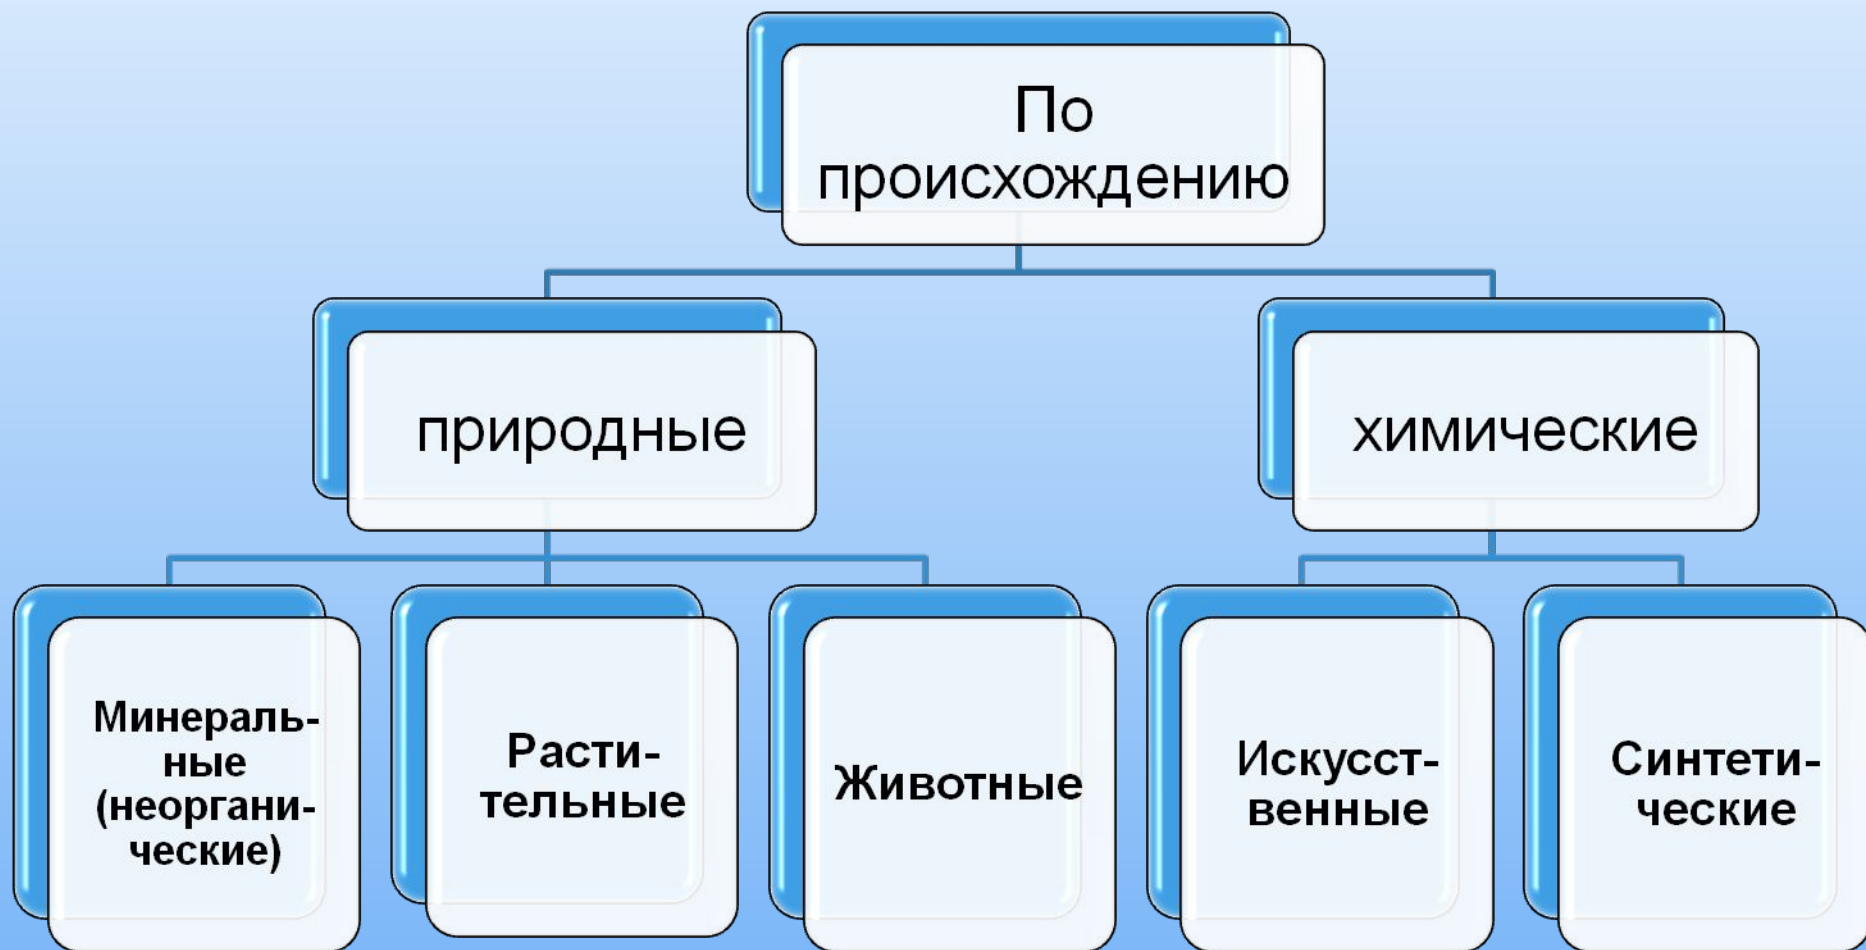 По
происхождению
природные
химические
Минераль-
ные
(неоргани-
ческие)
Расти-
тельные
Животные
Искусст-
венные
Синтети-
ческие